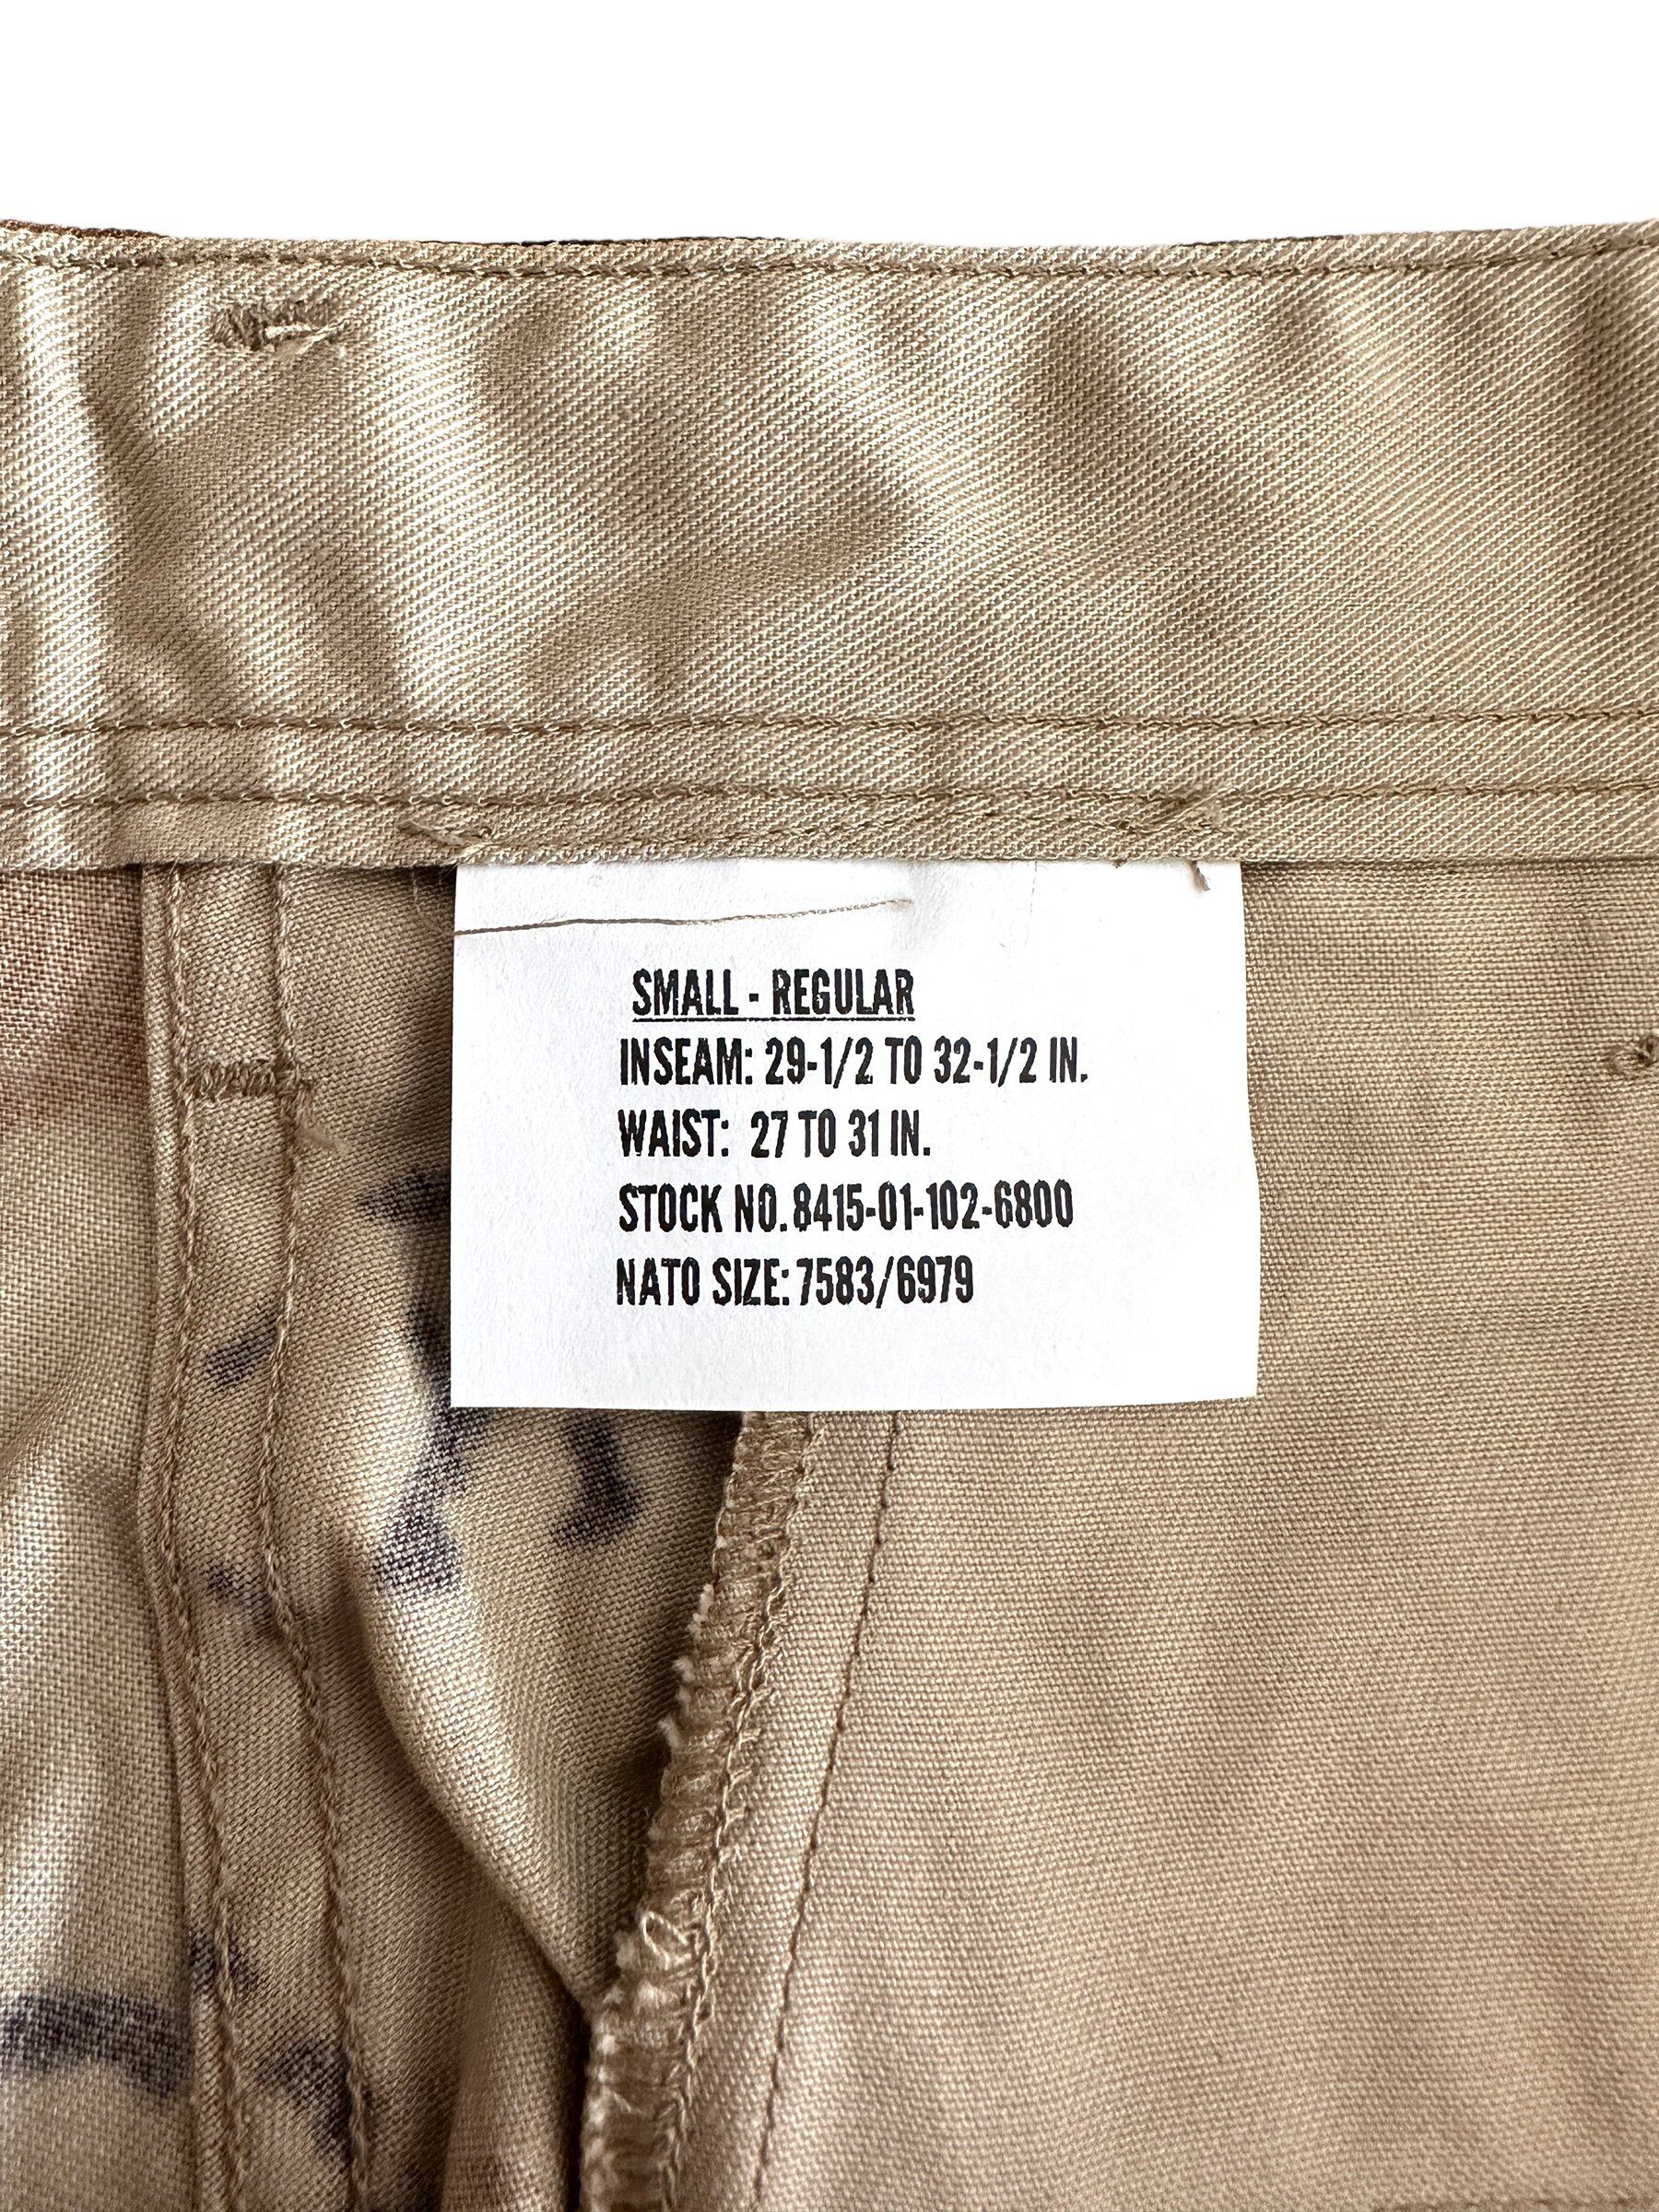 SMALL - REGULAR
INSEAM: 29-1/2 TO 32-1/2 IN.
WAIST: 27 TO 31 IN.
STOCK NO. 8415-01-102-6800
NATO SIZE: 7583/6979